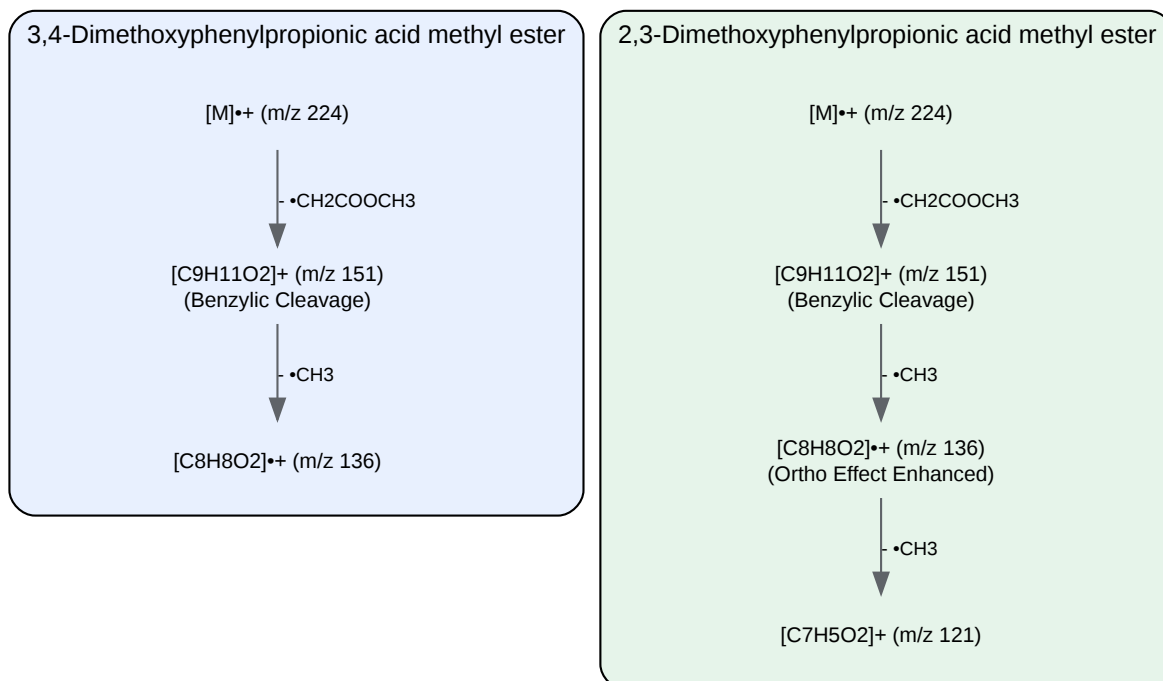 3,4-Dimethoxyphenylpropionic acid methyl ester
[M]•+ (m/z 224)
- •CH2COOCH3
[C9H11O2]+ (m/z 151)
(Benzylic Cleavage)
- •CH3
[C8H8O2]•+ (m/z 136)
2,3-Dimethoxyphenylpropionic acid methyl ester
[M]•+ (m/z 224)
- •CH2COOCH3
[C9H11O2]+ (m/z 151)
(Benzylic Cleavage)
- •CH3
[C8H8O2]•+ (m/z 136)
(Ortho Effect Enhanced)
- •CH3
[C7H5O2]+ (m/z 121)